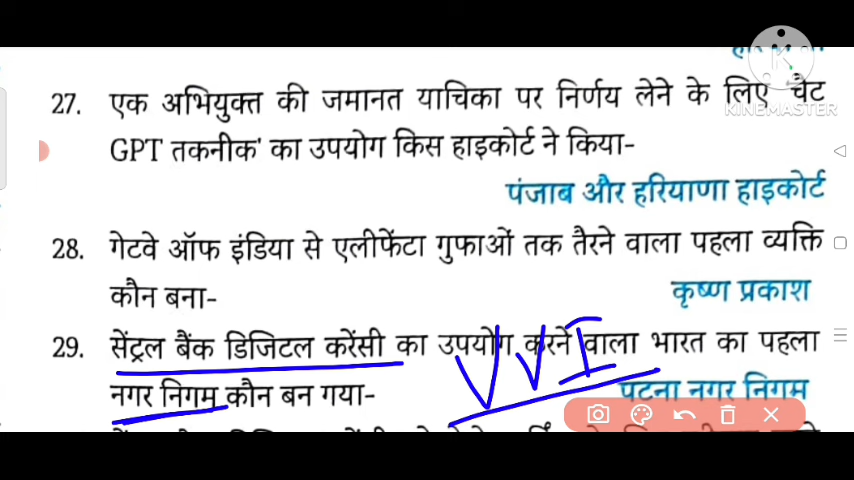 K
KINEMASTER
27. एक अभियुक्त की जमानत याचिका पर निर्णय लेने के लिए 'चैट
GPT तकनीक' का उपयोग किस हाइकोर्ट ने किया-
पंजाब और हरियाणा हाइकोर्ट
28. गेटवे ऑफ इंडिया से एलीफेंटा गुफाओं तक तैरने वाला पहला व्यक्ति
कौन बना-
कृष्ण प्रकाश
29. सेंट्रल बैंक डिजिटल करेंसी का उपयोग करने वाला भारत का पहला
VVI
नगर निगम कौन बन गया-
पटना नगर निगम